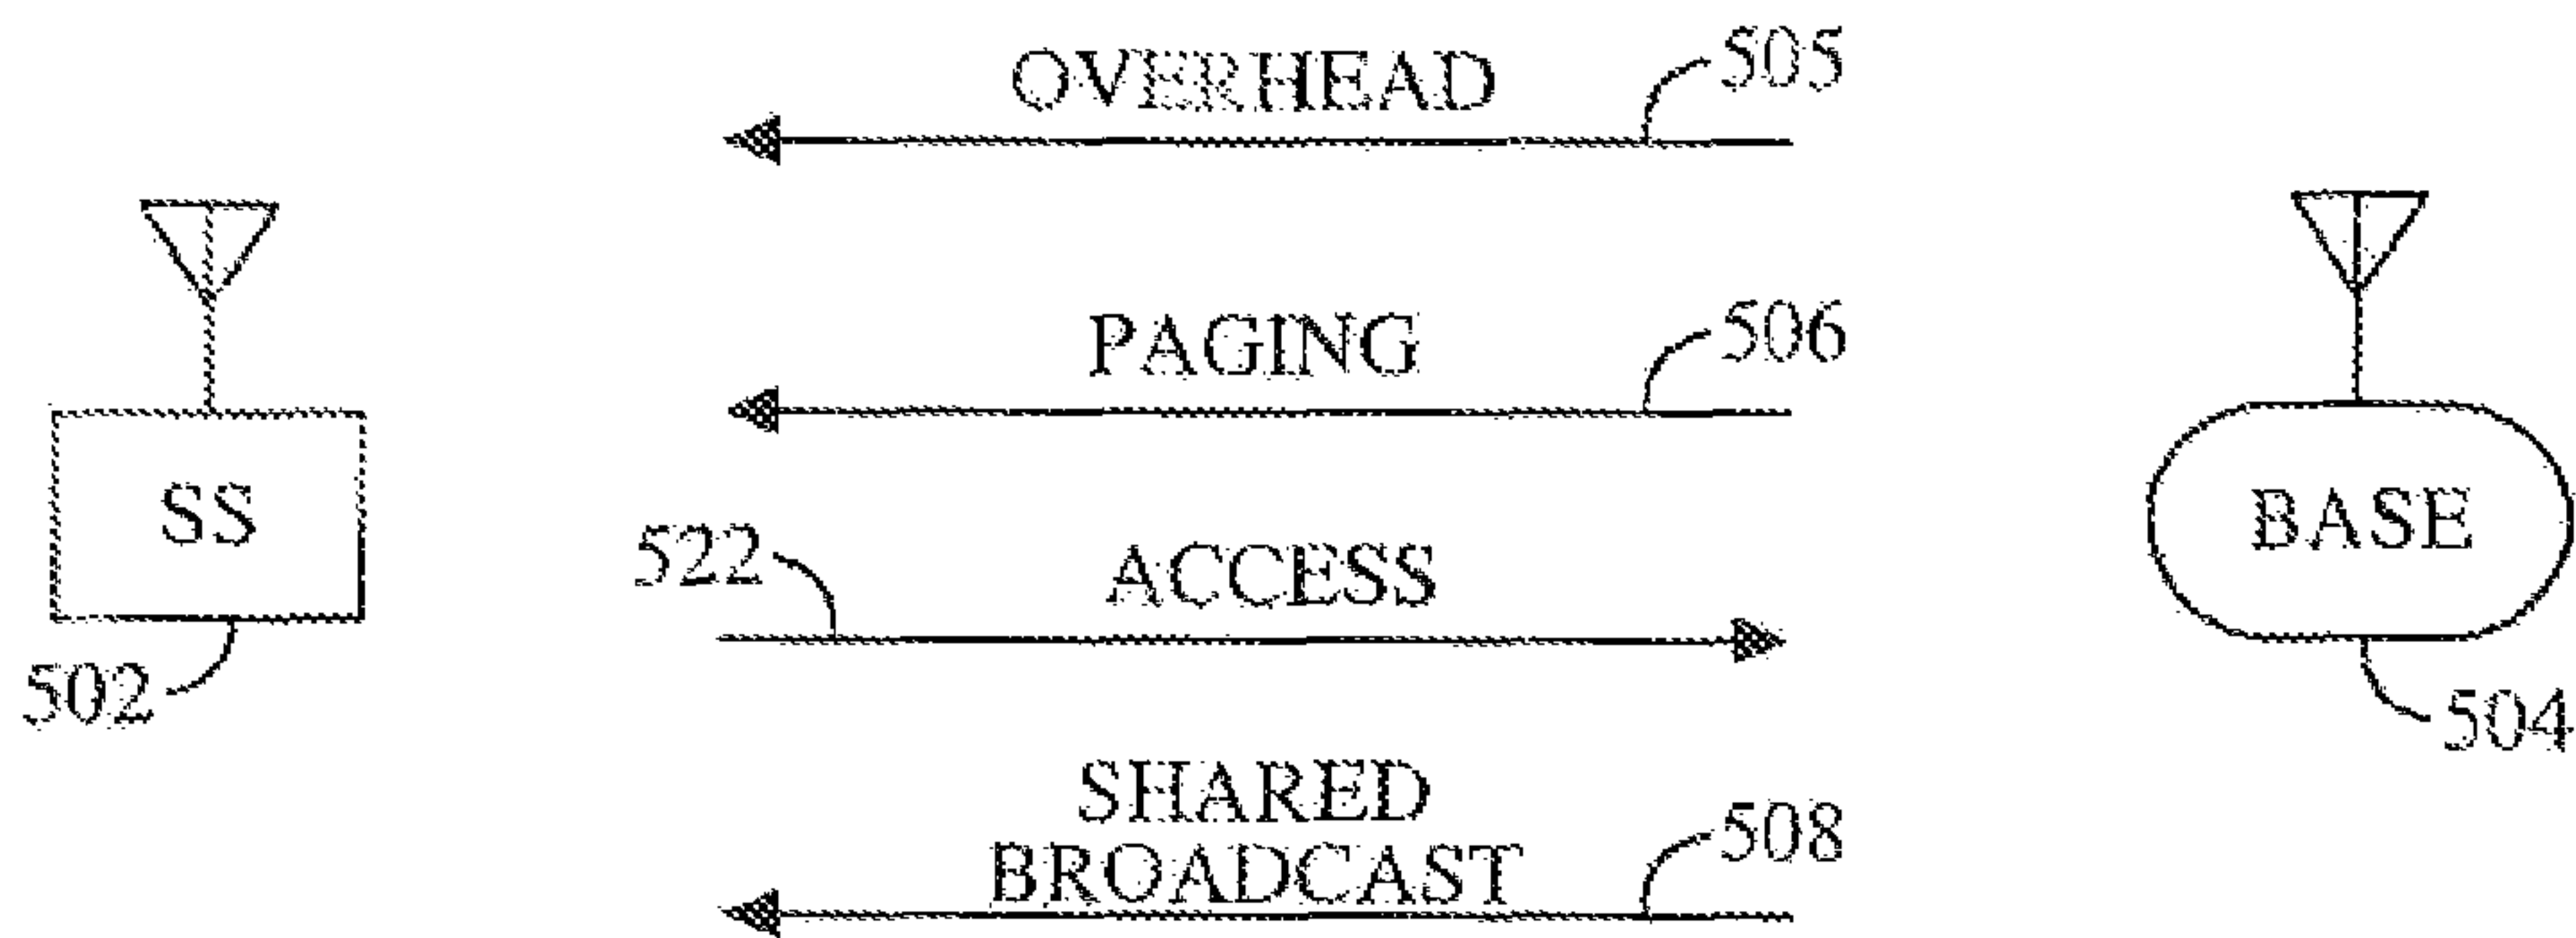 OVERHEAD
505
PAGING
506
SS
BASE
522
ACCESS
502
504
SHARED
BROADCAST
508